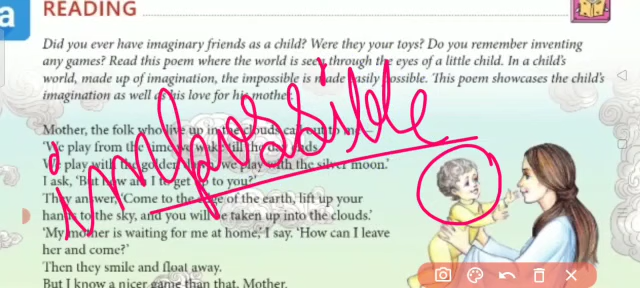 a
READING
Did you ever have imaginary friends as a child? Were they your toys? Do you remember inventing
any games? Read this poem where the world is seen through the eyes of a little child. In a child's
world, made up of imagination, the impossible is made easily possible. This poem showcases the child's
imagination as well as his love for his mother.
impossible
Mother, the folk who live up in the clouds call out to me—
'We play from the time we wake till the day ends.
We play with the golden dawn, we play with the silver moon.'
I ask, 'But how am I to get up to you?'
They answer, 'Come to the edge of the earth, lift up your
hands to the sky, and you will be taken up into the clouds.'
'My mother is waiting for me at home,' I say. 'How can I leave
her and come?'
Then they smile and float away.
But I know a nicer game than that, Mother.